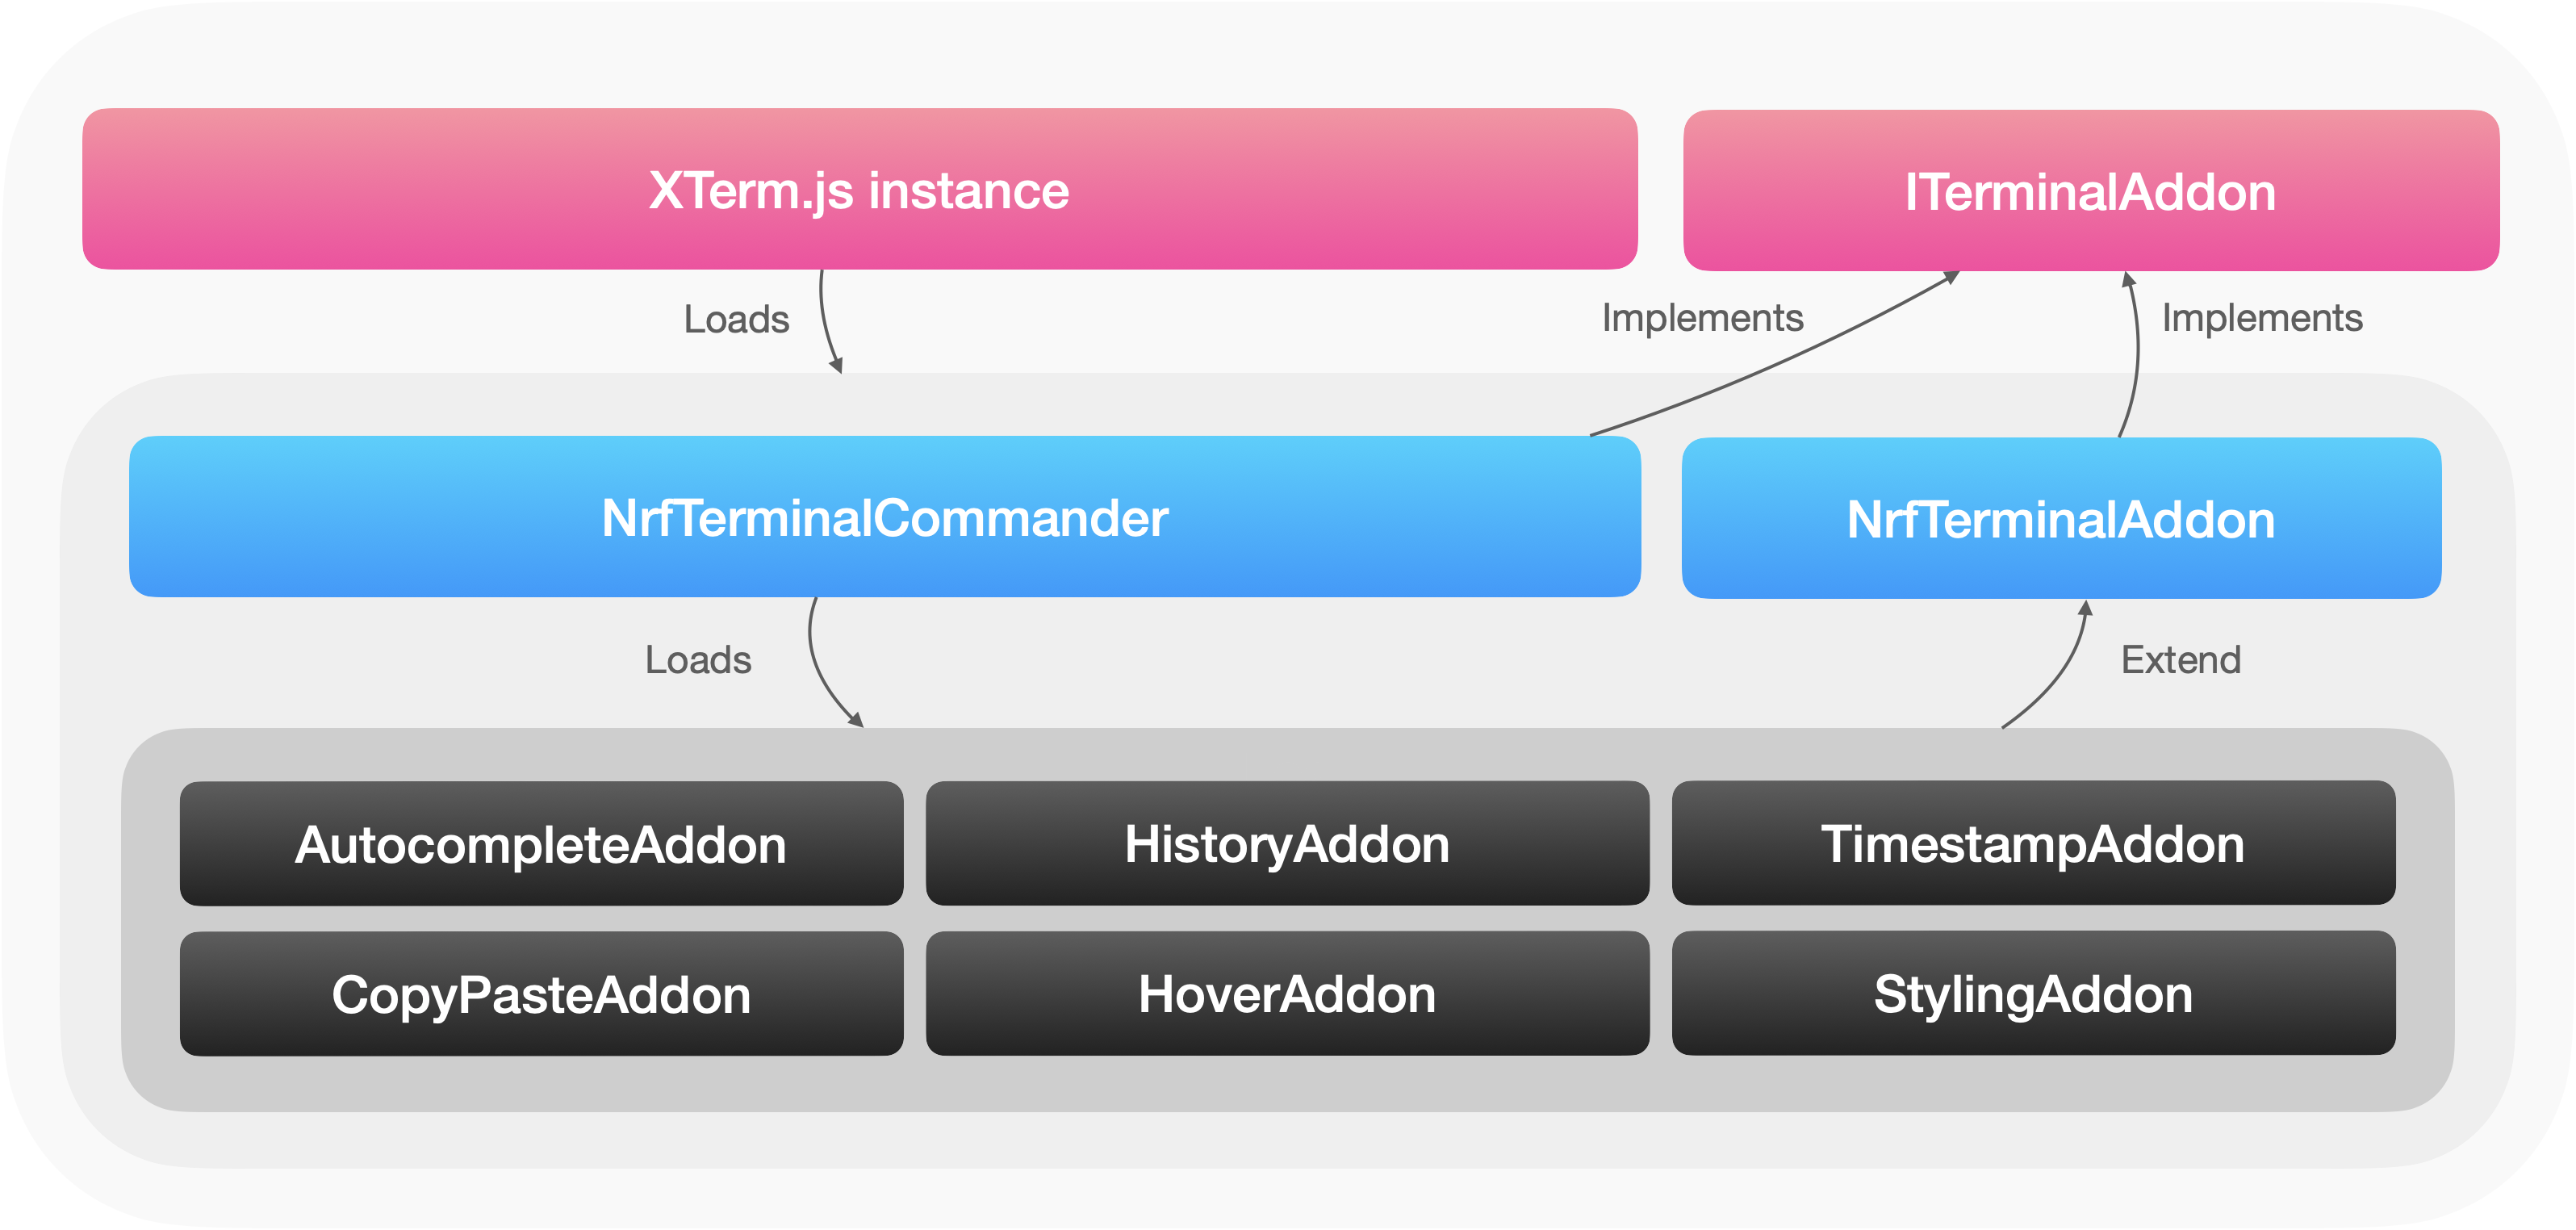 XTerm.js instance
ITerminalAddon
Loads
Implements
Implements
NrfTerminalCommander
NrfTerminalAddon
Loads
Extend
AutocompleteAddon
HistoryAddon
TimestampAddon
CopyPasteAddon
HoverAddon
StylingAddon